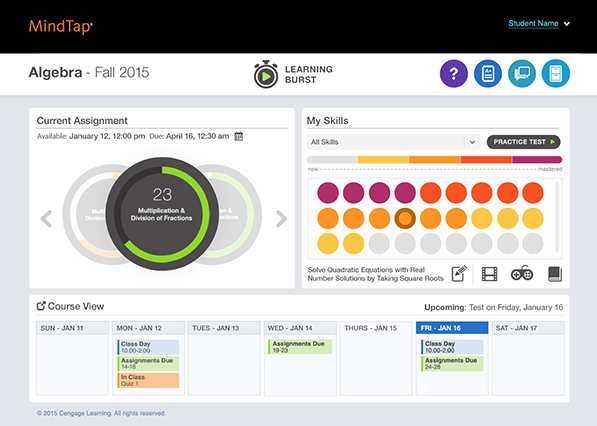 MindTap
Student Name
Algebra - Fall 2015
LEARNING
BURST
?
Current Assignment
Available: January 12, 12:00 pm Due: April 16, 12:30 am
23
Multiplication &
Division of Fractions
My Skills
All Skills
PRACTICE TEST
new
mastered
Solve Quadratic Equations with Real
Number Solutions by Taking Square Roots
Course View
Upcoming: Test on Friday, January 16
SUN - JAN 11
MON - JAN 12
TUES - JAN 13
WED - JAN 14
THURS - JAN 15
FRI - JAN 16
SAT - JAN 17
Class Day
10:00-2:00
Assignments Due
14-18
In Class
Quiz 1
Assignments Due
19-23
Class Day
10:00-2:00
Assignments Due
24-28
© 2015 Cengage Learning. All rights reserved.